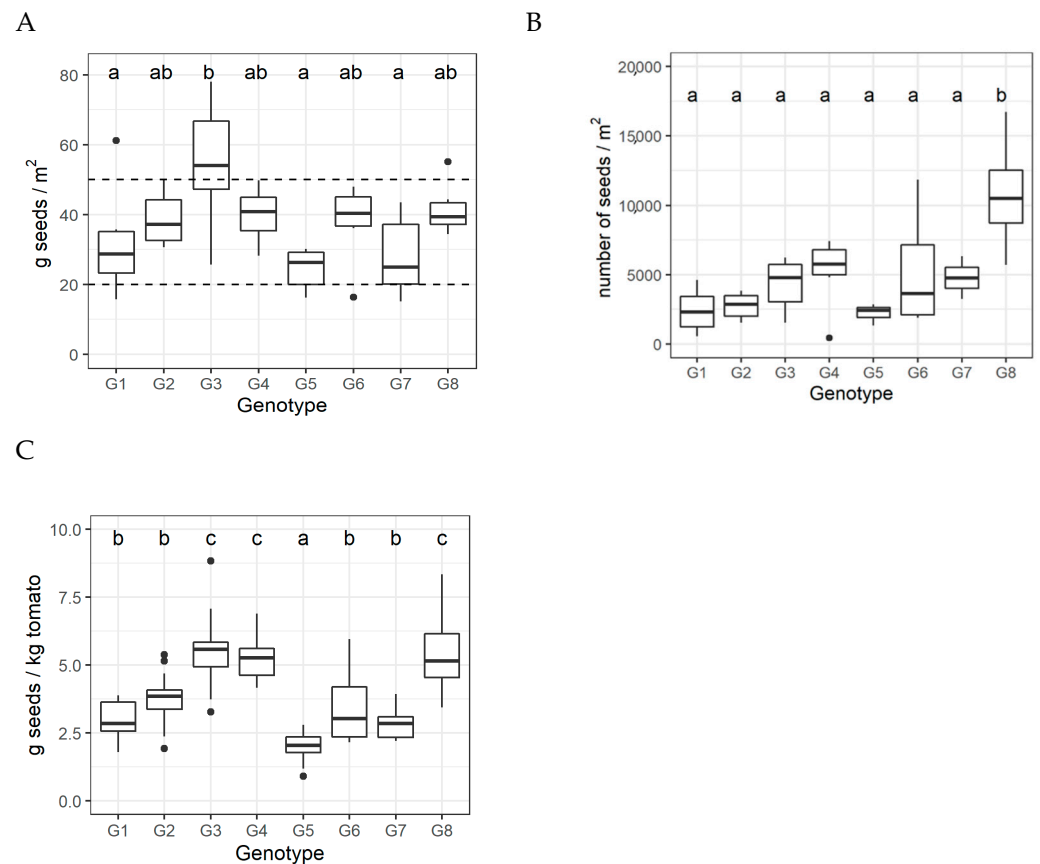 A
g seeds / m²
80
60
40
20
0
a ab b ab a ab a ab
G1 G2 G3 G4 G5 G6 G7 G8
Genotype
B
number of seeds / m²
20,000
15,000
10,000
5000
0
a a a a a a a b
G1 G2 G3 G4 G5 G6 G7 G8
Genotype
C
g seeds / kg tomato
10.0
7.5
5.0
2.5
0.0
b b c c a b b c
G1 G2 G3 G4 G5 G6 G7 G8
Genotype